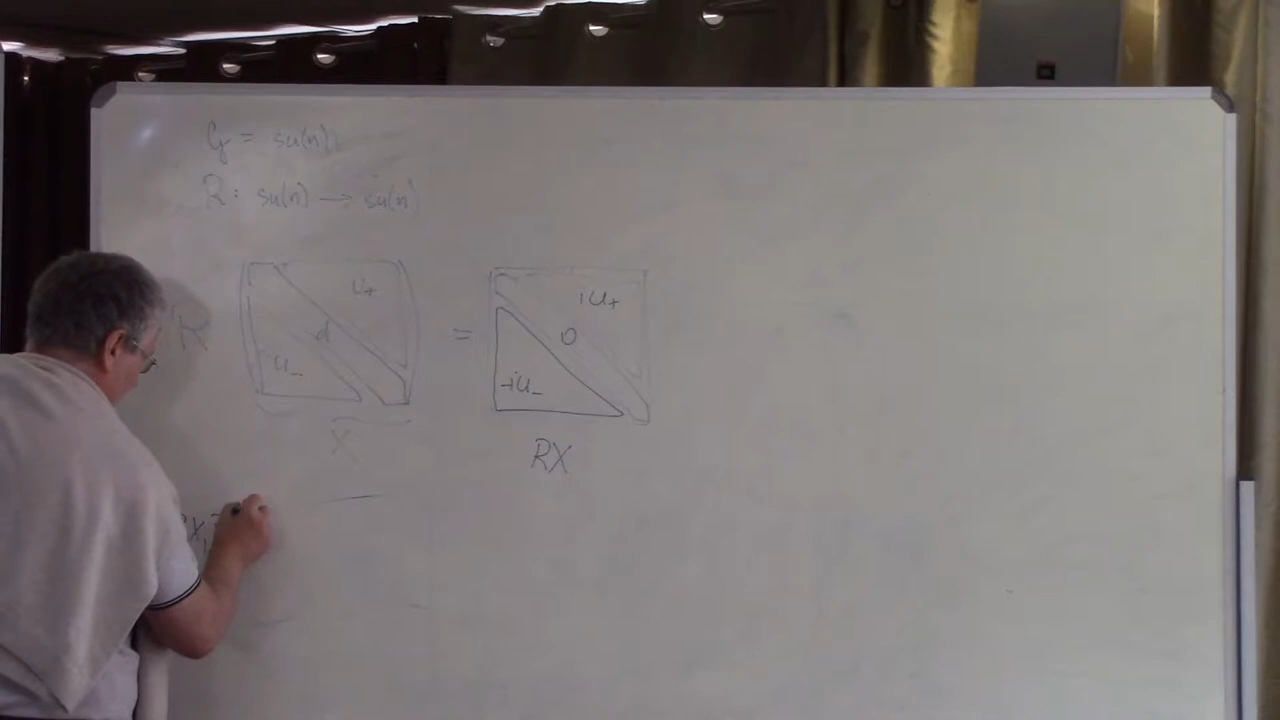 G = su(n)
R: su(n) → su(n)
R u₊ d u₋ = iu₊ 0 -iu₋
X RX
X